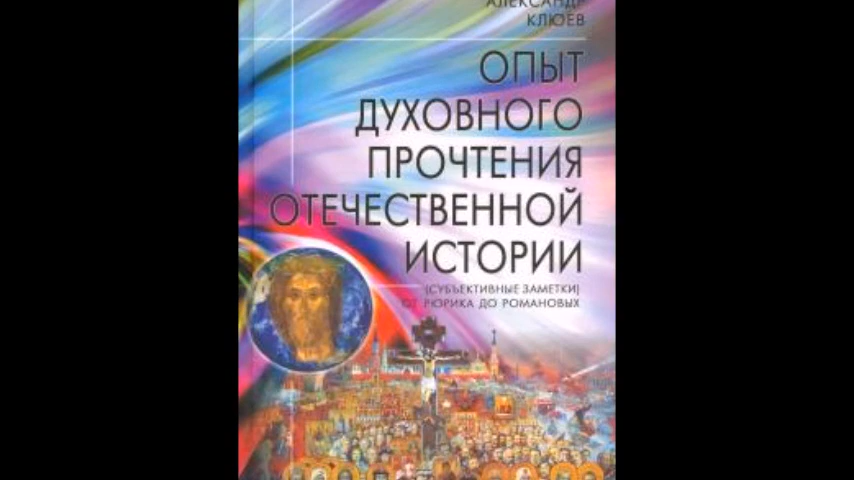 АЛЕКСАНДР
КЛЮЕВ
ОПЫТ
ДУХОВНОГО
ПРОЧТЕНИЯ
ОТЕЧЕСТВЕННОЙ
ИСТОРИИ
(СУБЪЕКТИВНЫЕ ЗАМЕТКИ)
ОТ РЮРИКА ДО РОМАНОВЫХ